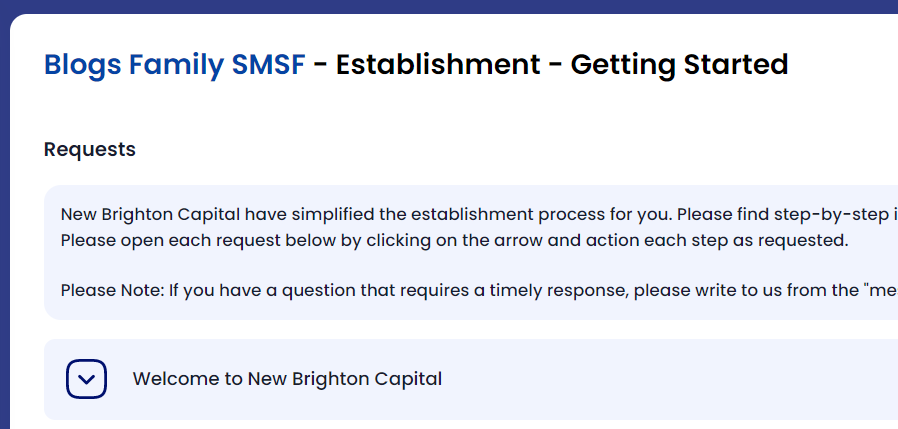 Blogs Family SMSF - Establishment - Getting Started
Requests
New Brighton Capital have simplified the establishment process for you. Please find step-by-step
Please open each request below by clicking on the arrow and action each step as requested.
Please Note: If you have a question that requires a timely response, please write to us from the "me
Welcome to New Brighton Capital